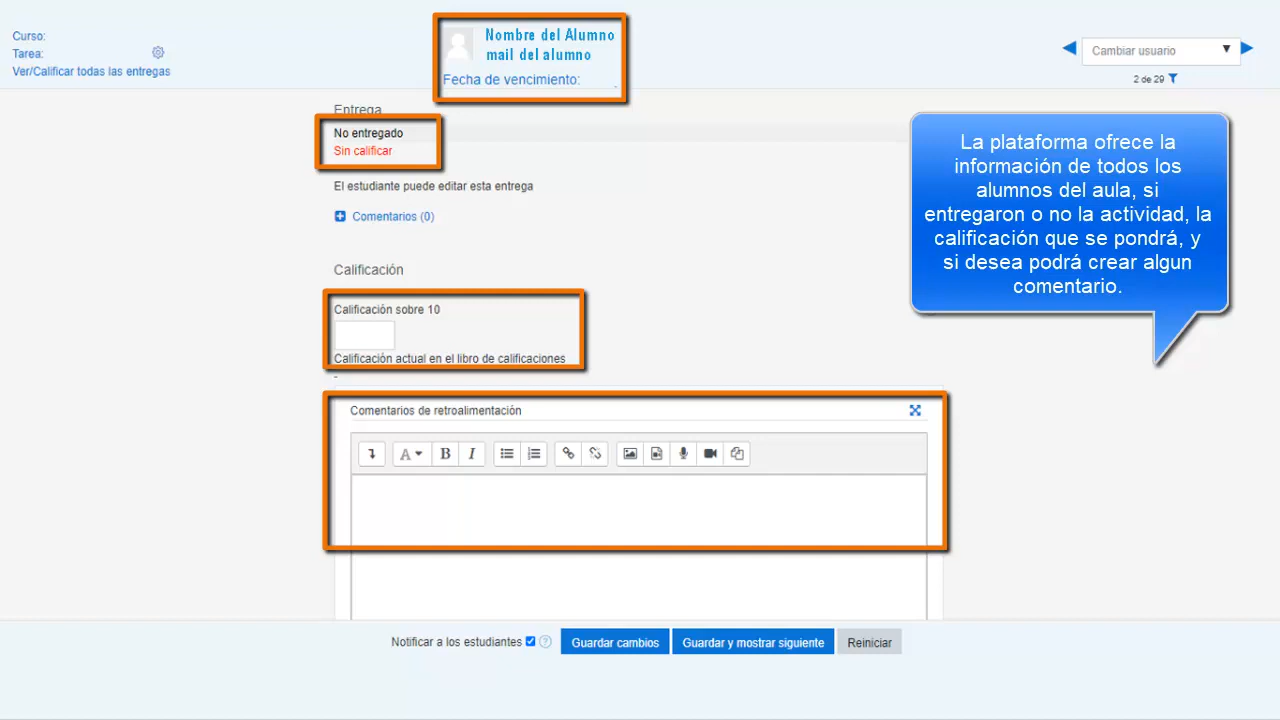 Curso:
Tarea:
Ver/Calificar todas las entregas
Nombre del Alumno
mail del alumno
Fecha de vencimiento:
Cambiar usuario
2 de 29
Entrega
No entregado
Sin calificar
El estudiante puede editar esta entrega
Comentarios (0)
La plataforma ofrece la
información de todos los
alumnos del aula, si
entregaron o no la actividad, la
calificación que se pondrá, y
si desea podrá crear algun
comentario.
Calificación
Calificación sobre 10
Calificación actual en el libro de calificaciones
-
Comentarios de retroalimentación
A B I
Notificar a los estudiantes ?
Guardar cambios
Guardar y mostrar siguiente
Reiniciar